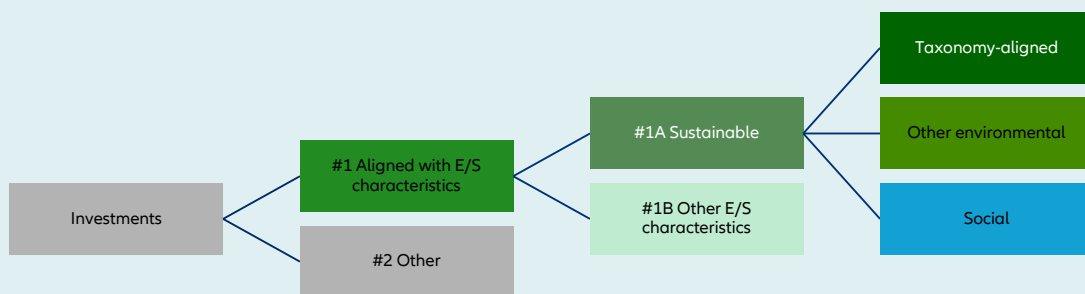 Investments
#1 Aligned with E/S
characteristics
#2 Other
#1A Sustainable
#1B Other E/S
characteristics
Taxonomy-aligned
Other environmental
Social